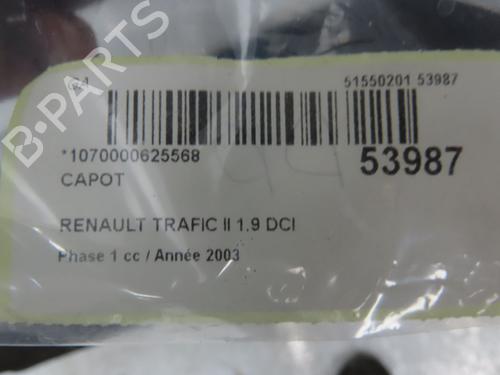 51550201 53987
*1070000625568
53987
CAPOT
RENAULT TRAFIC II 1.9 DCI
Phase 1 cc / Année 2003
B-PARTS